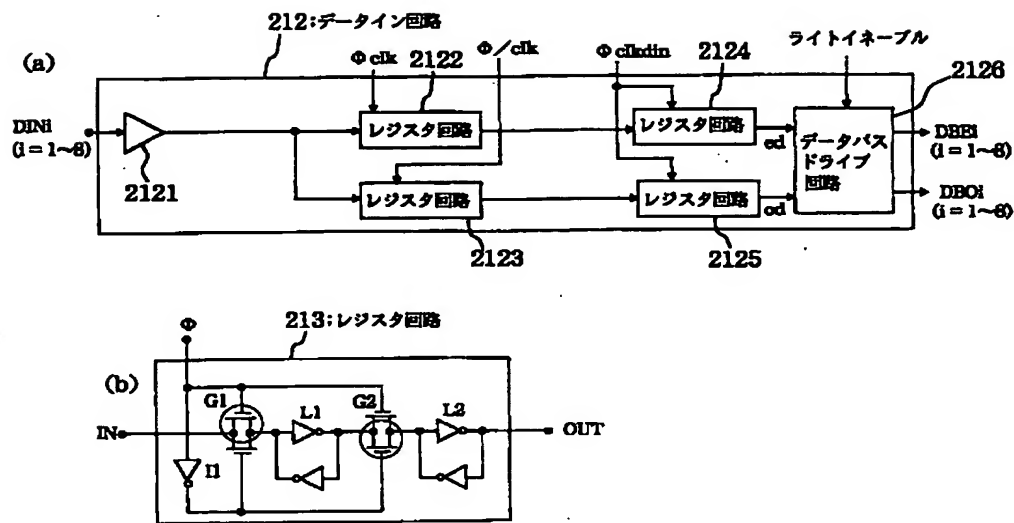 212;データイン回路
(a)
Φclk
2122
Φ/clk
Φclkdin
2124
ライトイネーブル
2126
DINi
(i=1~8)
2121
レジスタ回路
レジスタ回路
ed
データバス
ドライブ
回路
DBEi
(i=1~8)
レジスタ回路
2123
レジスタ回路
od
2125
DBOi
(i=1~8)
Φ
213;レジスタ回路
(b)
G1
L1
G2
L2
IN
OUT
I1